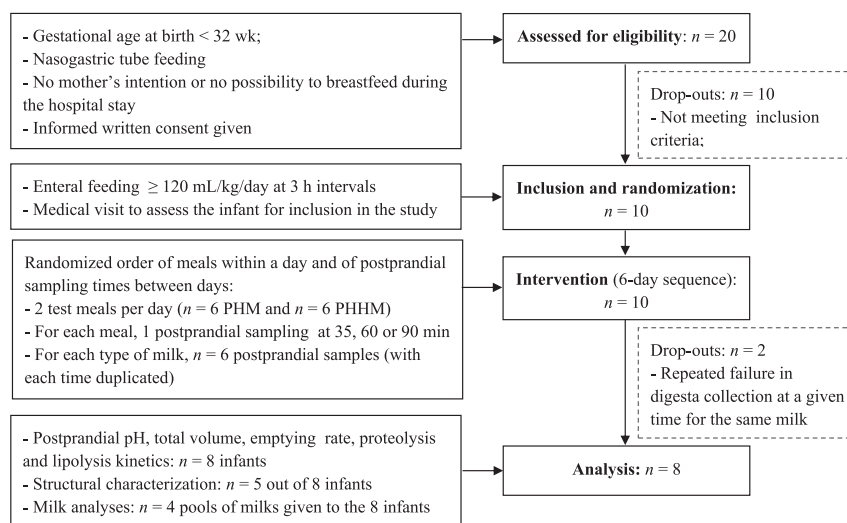 - Gestational age at birth < 32 wk;
- Nasogastric tube feeding
- No mother's intention or no possibility to breastfeed during
the hospital stay
- Informed written consent given
Assessed for eligibility: n = 20
Drop-outs: n = 10
- Not meeting inclusion
criteria;
- Enteral feeding ≥ 120 mL/kg/day at 3 h intervals
- Medical visit to assess the infant for inclusion in the study
Inclusion and randomization:
n = 10
Randomized order of meals within a day and of postprandial
sampling times between days:
- 2 test meals per day (n = 6 PHM and n = 6 PHHM)
- For each meal, 1 postprandial sampling at 35, 60 or 90 min
- For each type of milk, n = 6 postprandial samples (with
each time duplicated)
Intervention (6-day sequence):
n = 10
Drop-outs: n = 2
- Repeated failure in
digesta collection at a given
time for the same milk
- Postprandial pH, total volume, emptying rate, proteolysis
and lipolysis kinetics: n = 8 infants
- Structural characterization: n = 5 out of 8 infants
- Milk analyses: n = 4 pools of milks given to the 8 infants
Analysis: n = 8